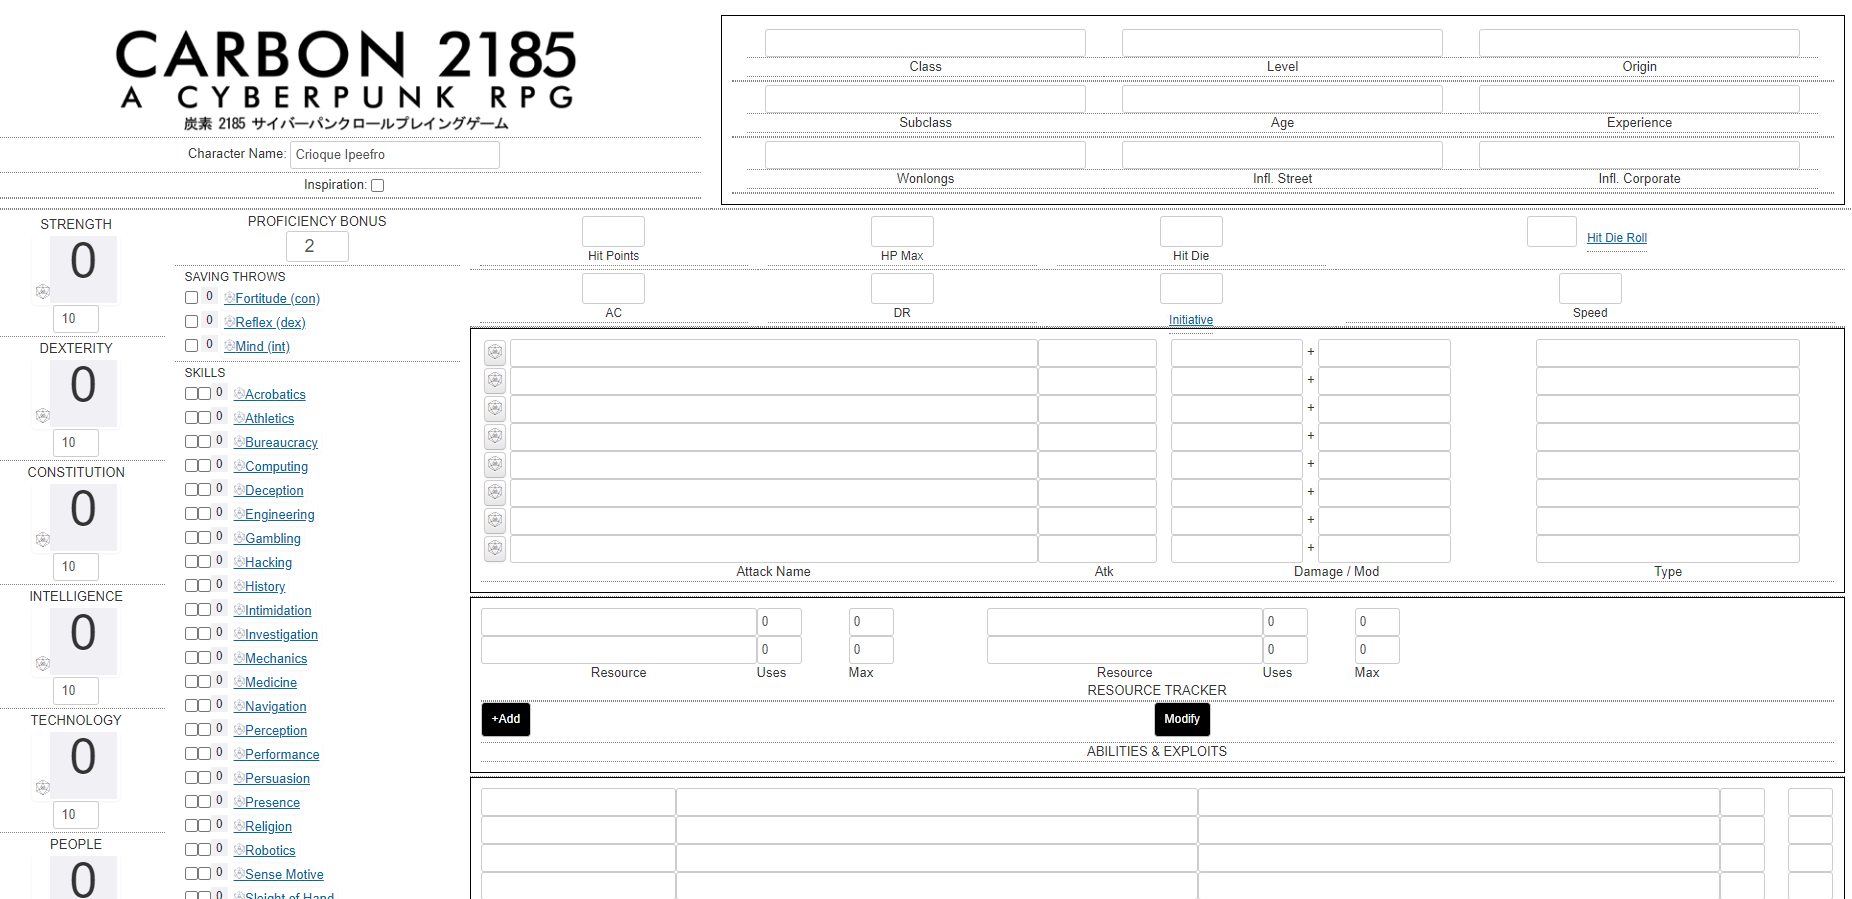 CARBON 2185
A CYBERPUNK RPG
炭素 2185 サイバーパンクロールプレイングゲーム
Character Name: Crioque Ipeefro
Inspiration:
Class Level Origin
Subclass Age Experience
Wonlongs Infl. Street Infl. Corporate
STRENGTH
0
10
DEXTERITY
0
10
CONSTITUTION
0
10
INTELLIGENCE
0
10
TECHNOLOGY
0
10
PEOPLE
0
PROFICIENCY BONUS
2
SAVING THROWS
0 Fortitude (con)
0 Reflex (dex)
0 Mind (int)
SKILLS
0 Acrobatics
0 Athletics
0 Bureaucracy
0 Computing
0 Deception
0 Engineering
0 Gambling
0 Hacking
0 History
0 Intimidation
0 Investigation
0 Mechanics
0 Medicine
0 Navigation
0 Perception
0 Performance
0 Persuasion
0 Presence
0 Religion
0 Robotics
0 Sense Motive
0 Sleight of Hand
Hit Die Roll
Hit Points HP Max Hit Die
AC DR Initiative Speed
+
+
+
+
+
+
+
+
Attack Name Atk Damage / Mod Type
0 0 0 0
0 0 0 0
Resource Uses Max Resource Uses Max
RESOURCE TRACKER
+Add Modify
ABILITIES & EXPLOITS